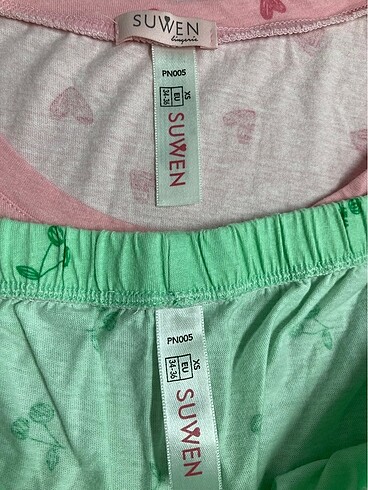 SUWEN
lingerie
PN005
XS
EU
34-36
SUWEN
PN005
XS
EU
34-36
SUWEN